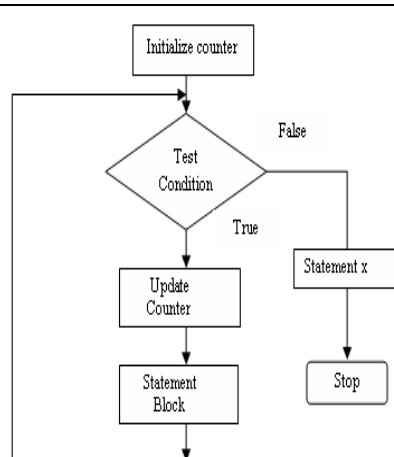 Initialize counter
False
Test
Condition
True
Statement x
Update
Counter
Statement
Block
Stop